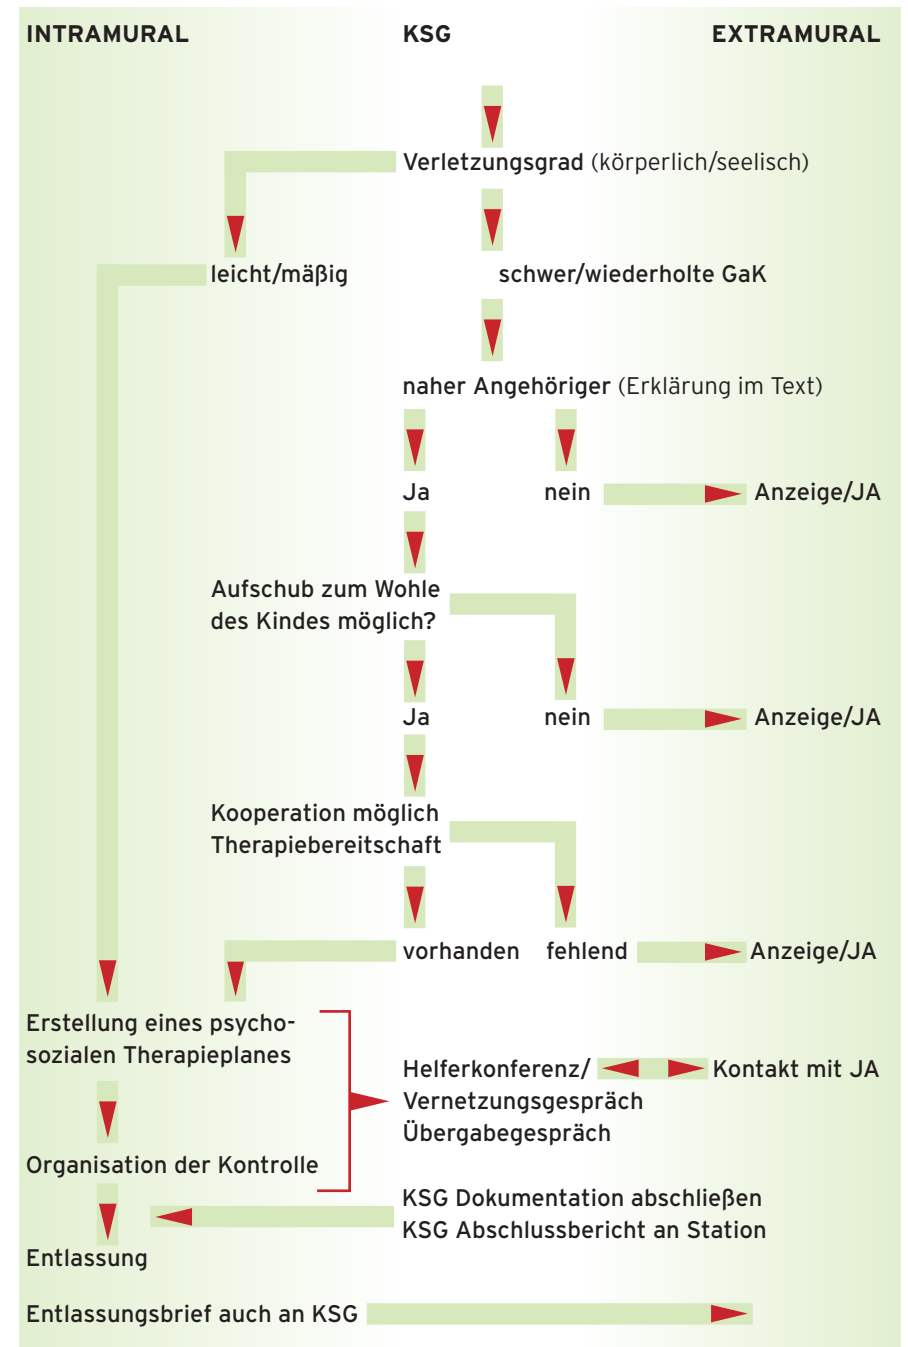 INTRAMURAL
KSG
EXTRAMURAL
Verletzungsgrad (körperlich/seelisch)
leicht/mäßig
schwer/wiederholte GaK
naher Angehöriger (Erklärung im Text)
Ja
nein
Anzeige/JA
Aufschub zum Wohle
des Kindes möglich?
Ja
nein
Anzeige/JA
Kooperation möglich
Therapiebereitschaft
vorhanden
fehlend
Anzeige/JA
Erstellung eines psycho-
sozialen Therapieplanes
Helferkonferenz/
Vernetzungsgespräch
Übergabegespräch
Kontakt mit JA
Organisation der Kontrolle
KSG Dokumentation abschließen
KSG Abschlussbericht an Station
Entlassung
Entlassungsbrief auch an KSG